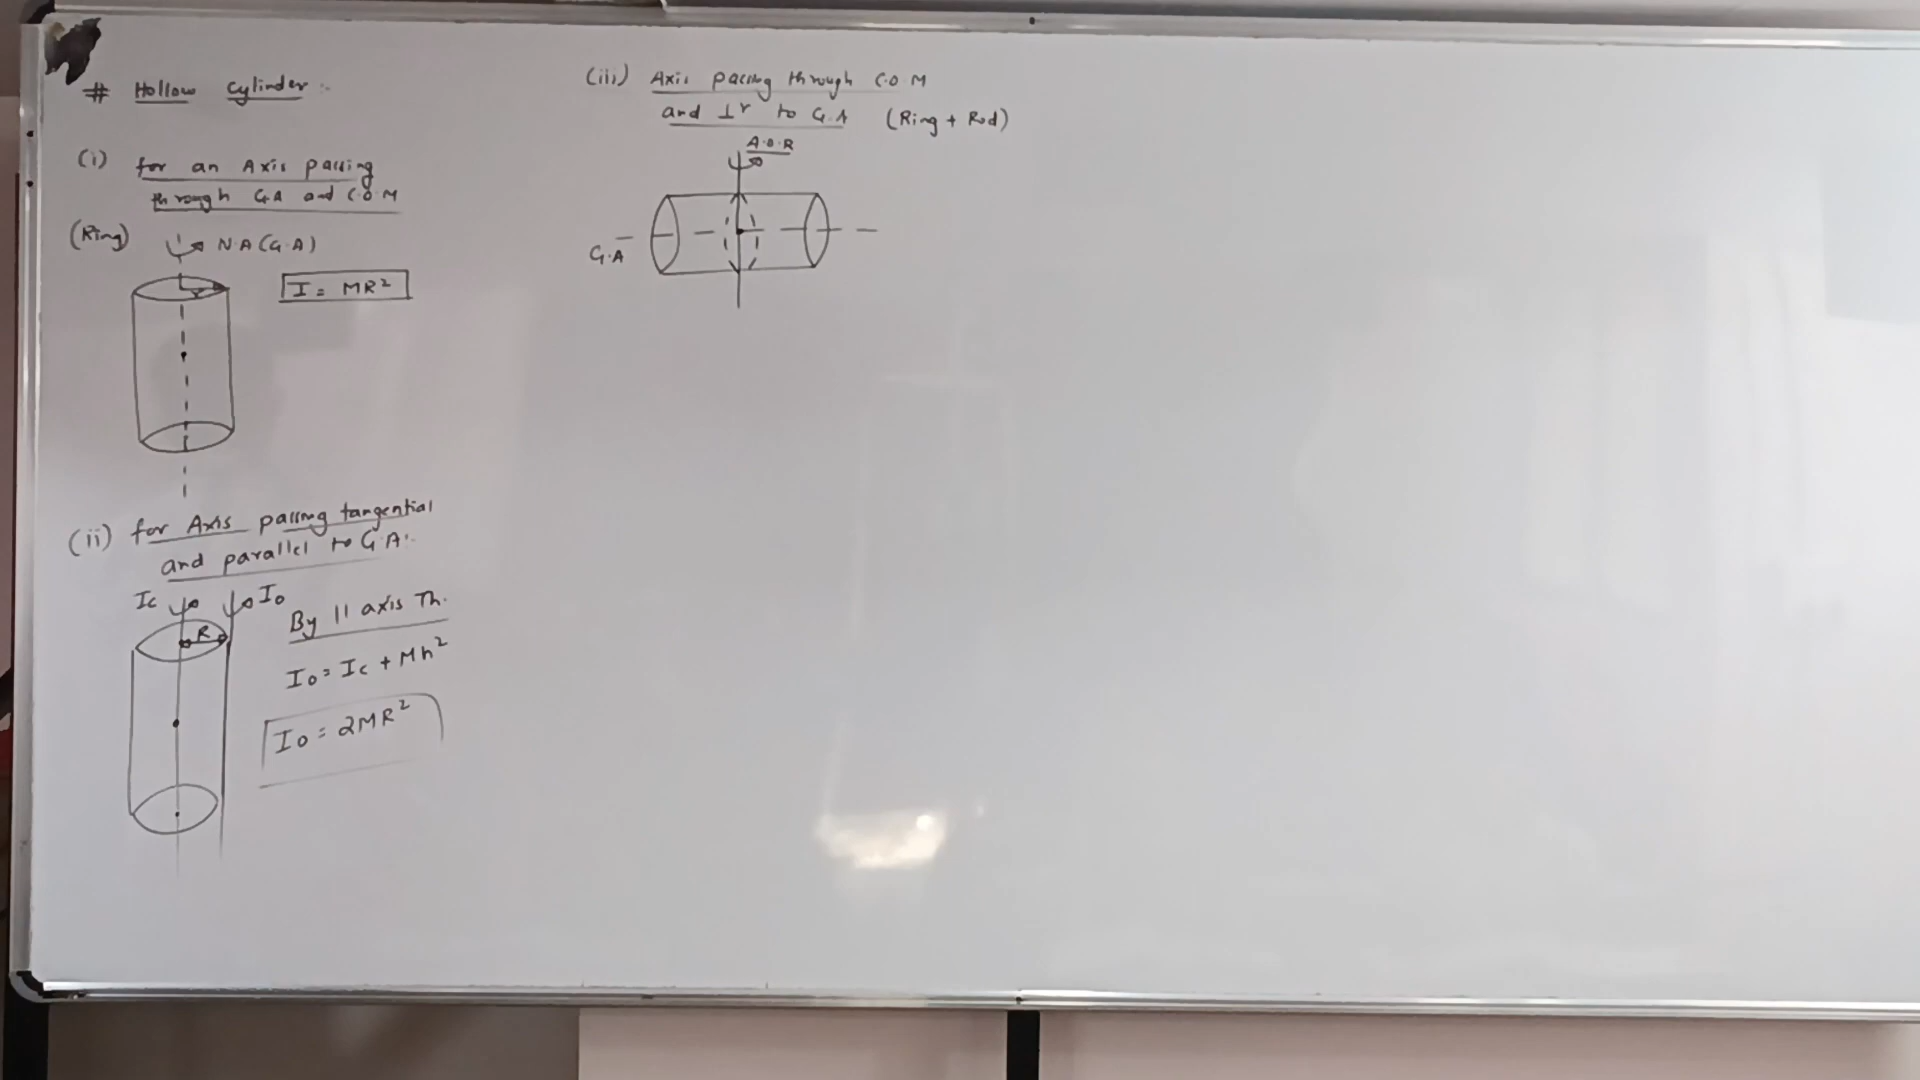 # Hollow Cylinder :-
(i) for an Axis passing
through G.A and C.O.M
(Ring)
N.A (G.A)
r
I = MR²
(ii) for Axis passing tangential
and parallel to G.A:-
Ic
Io
R
By || axis Th.
Io = Ic + Mh²
Io = 2MR²
(iii) Axis passing through C.O.M
and ⊥r to G.A (Ring + Rod)
A.O.R
G.A